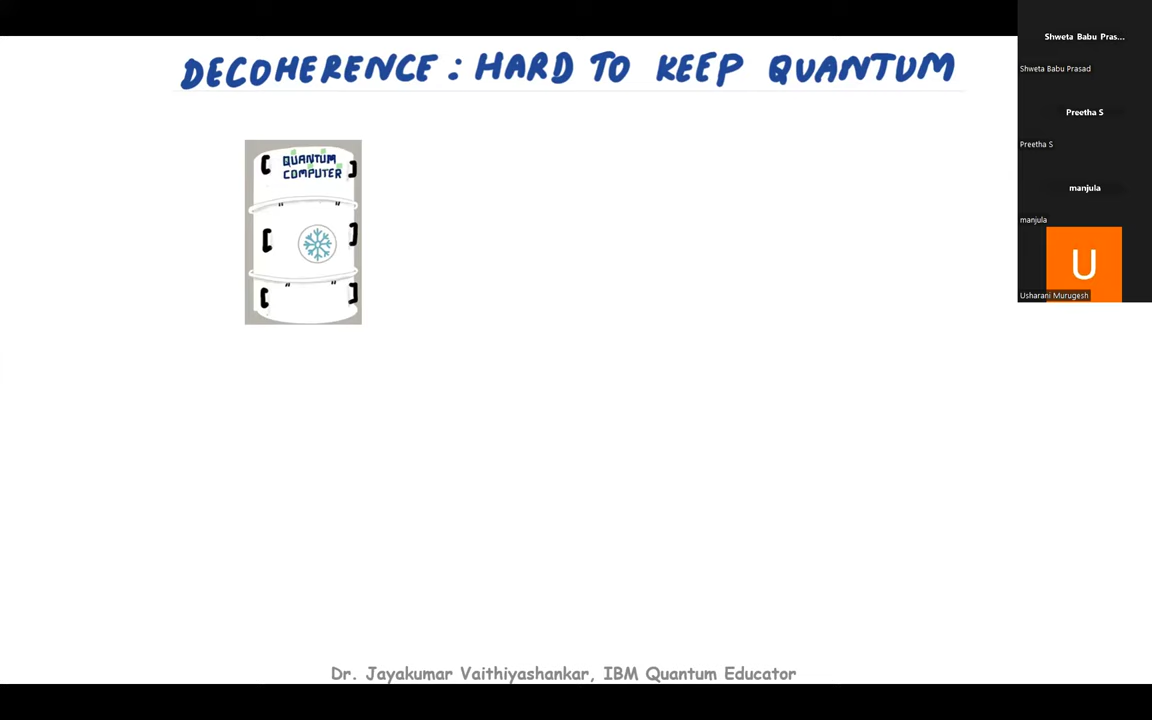 DECOHERENCE : HARD TO KEEP QUANTUM
QUANTUM
COMPUTER
Dr. Jayakumar Vaithiyashankar, IBM Quantum Educator
Shweta Babu Pras...
Shweta Babu Prasad
Preetha S
Preetha S
manjula
manjula
U
Usharani Murugesh